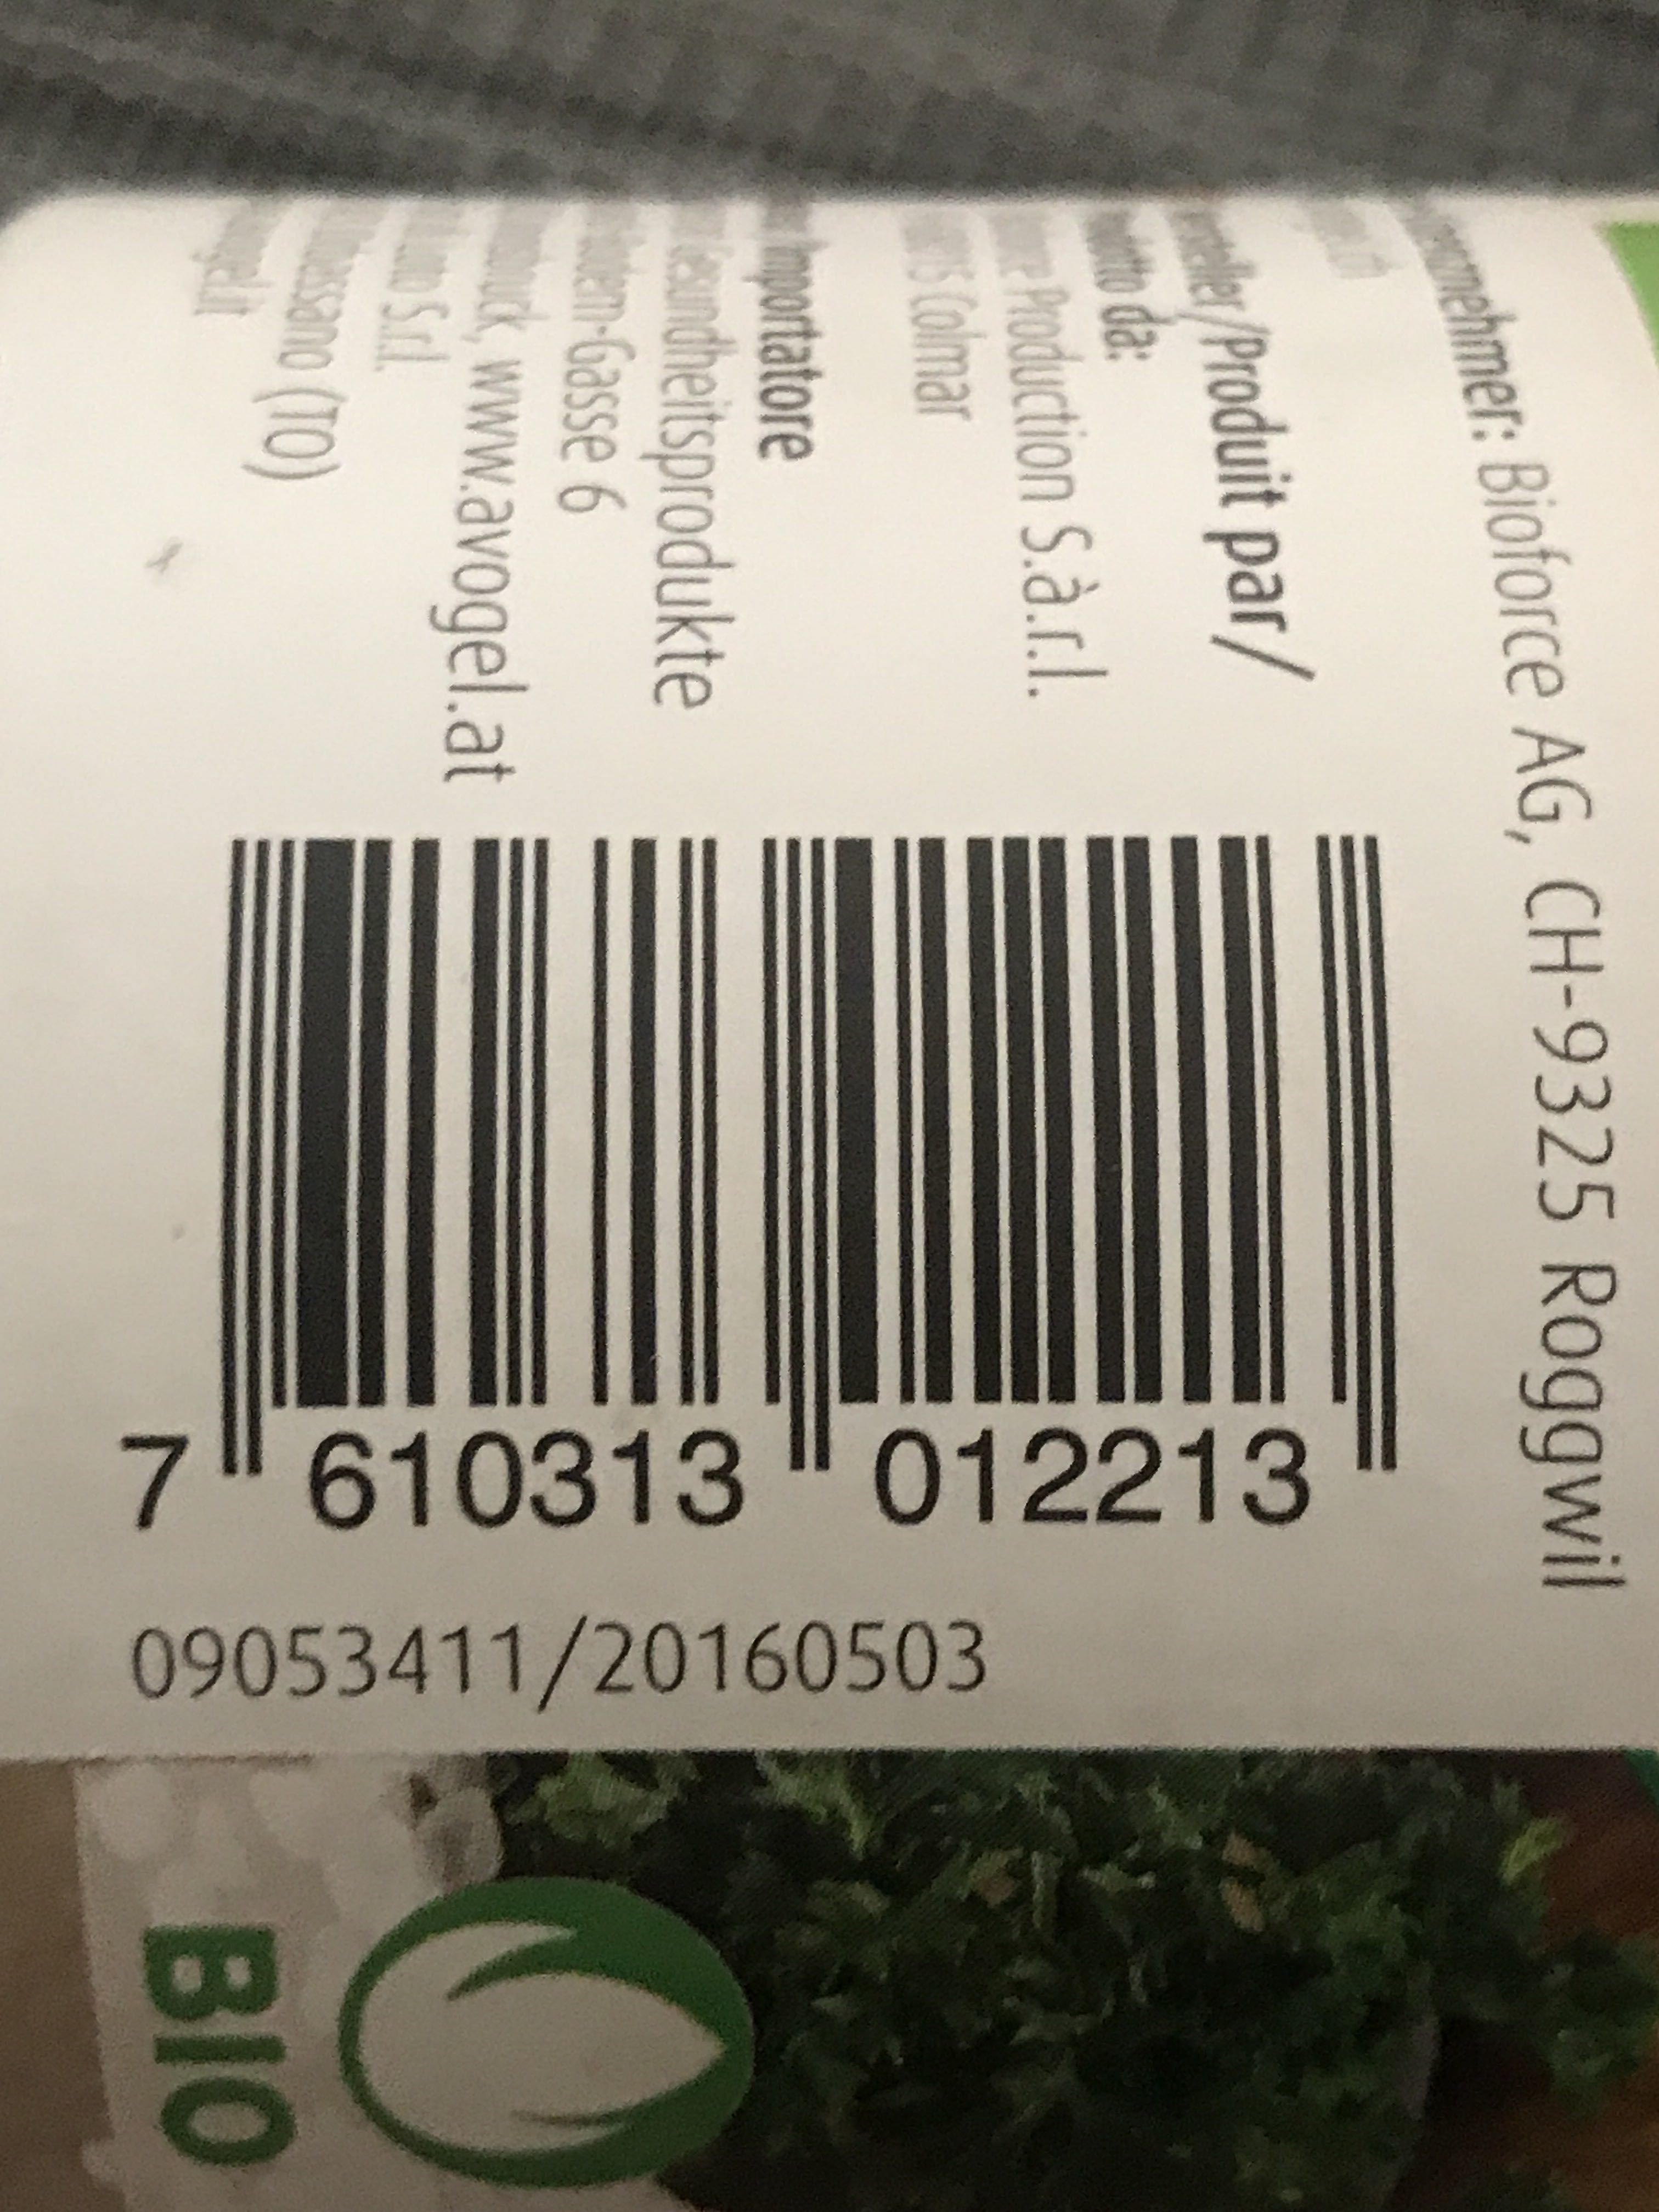 Bioforce AG, CH-9325 Roggwil
/Produit par/
da:
Production S.à.r.l.
Colmar
Importatore
Gesundheitsprodukte
-Gasse 6
www.avogel.at
S.r.l.
(TO)
7 610313 012213
09053411/20160503
BIO